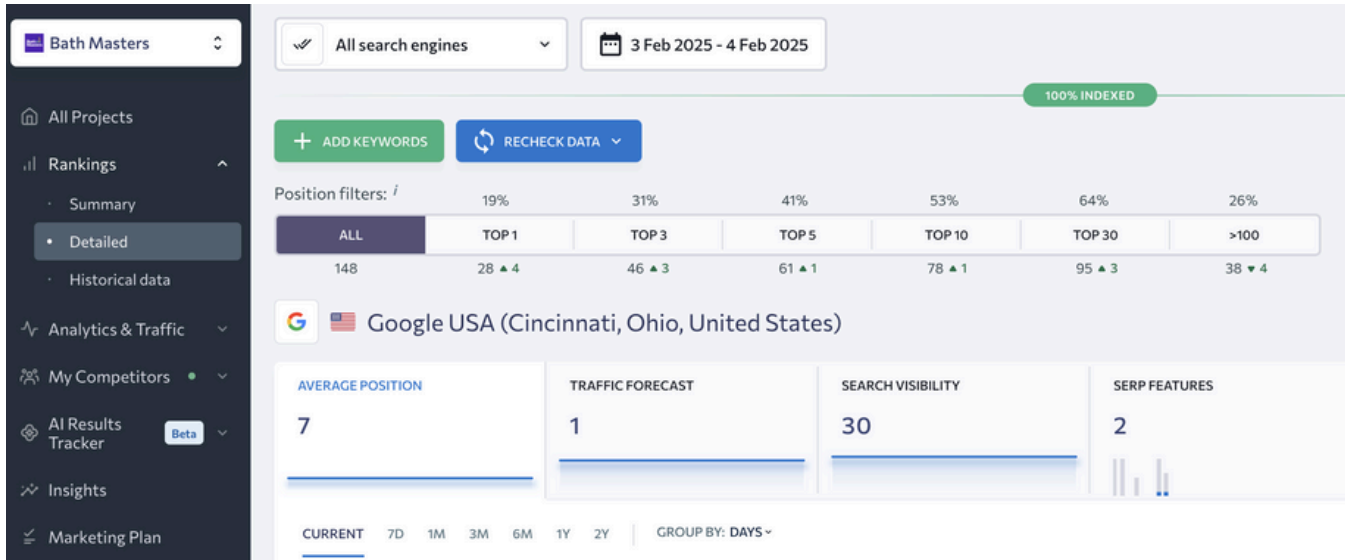 Bath Masters
All search engines
3 Feb 2025 - 4 Feb 2025
100% INDEXED
All Projects
ADD KEYWORDS
RECHECK DATA
Rankings
Position filters: i
19% 31% 41% 53% 64% 26%
Summary
ALL TOP 1 TOP 3 TOP 5 TOP 10 TOP 30 >100
Detailed
148 28 ▲ 4 46 ▲ 3 61 ▲ 1 78 ▲ 1 95 ▲ 3 38 ▼ 4
Historical data
Analytics & Traffic
G Google USA (Cincinnati, Ohio, United States)
My Competitors
AVERAGE POSITION TRAFFIC FORECAST SEARCH VISIBILITY SERP FEATURES
7 1 30 2
AI Results
Tracker
Beta
Insights
Marketing Plan
CURRENT 7D 1M 3M 6M 1Y 2Y GROUP BY: DAYS